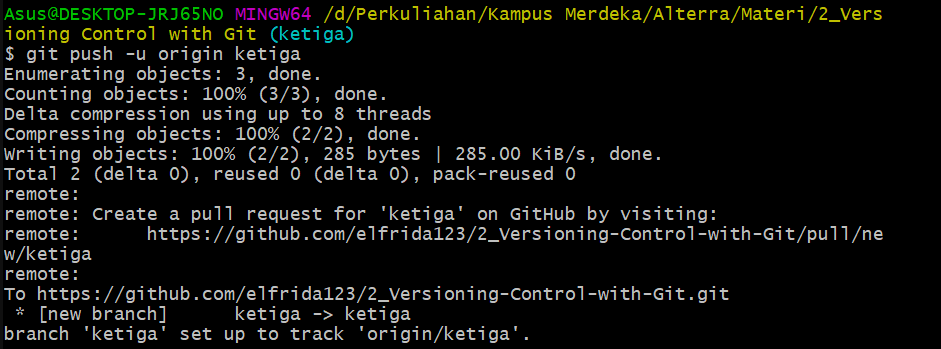 Asus@DESKTOP-JRJ65NO MINGW64 /d/Perkuliahan/Kampus Merdeka/Alterra/Materi/2_Vers
ioning Control with Git (ketiga)
$ git push -u origin ketiga
Enumerating objects: 3, done.
Counting objects: 100% (3/3), done.
Delta compression using up to 8 threads
Compressing objects: 100% (2/2), done.
Writing objects: 100% (2/2), 285 bytes | 285.00 KiB/s, done.
Total 2 (delta 0), reused 0 (delta 0), pack-reused 0
remote:
remote: Create a pull request for 'ketiga' on GitHub by visiting:
remote:      https://github.com/elfrida123/2_Versioning-Control-with-Git/pull/ne
w/ketiga
remote:
To https://github.com/elfrida123/2_Versioning-Control-with-Git.git
 * [new branch]      ketiga -> ketiga
branch 'ketiga' set up to track 'origin/ketiga'.